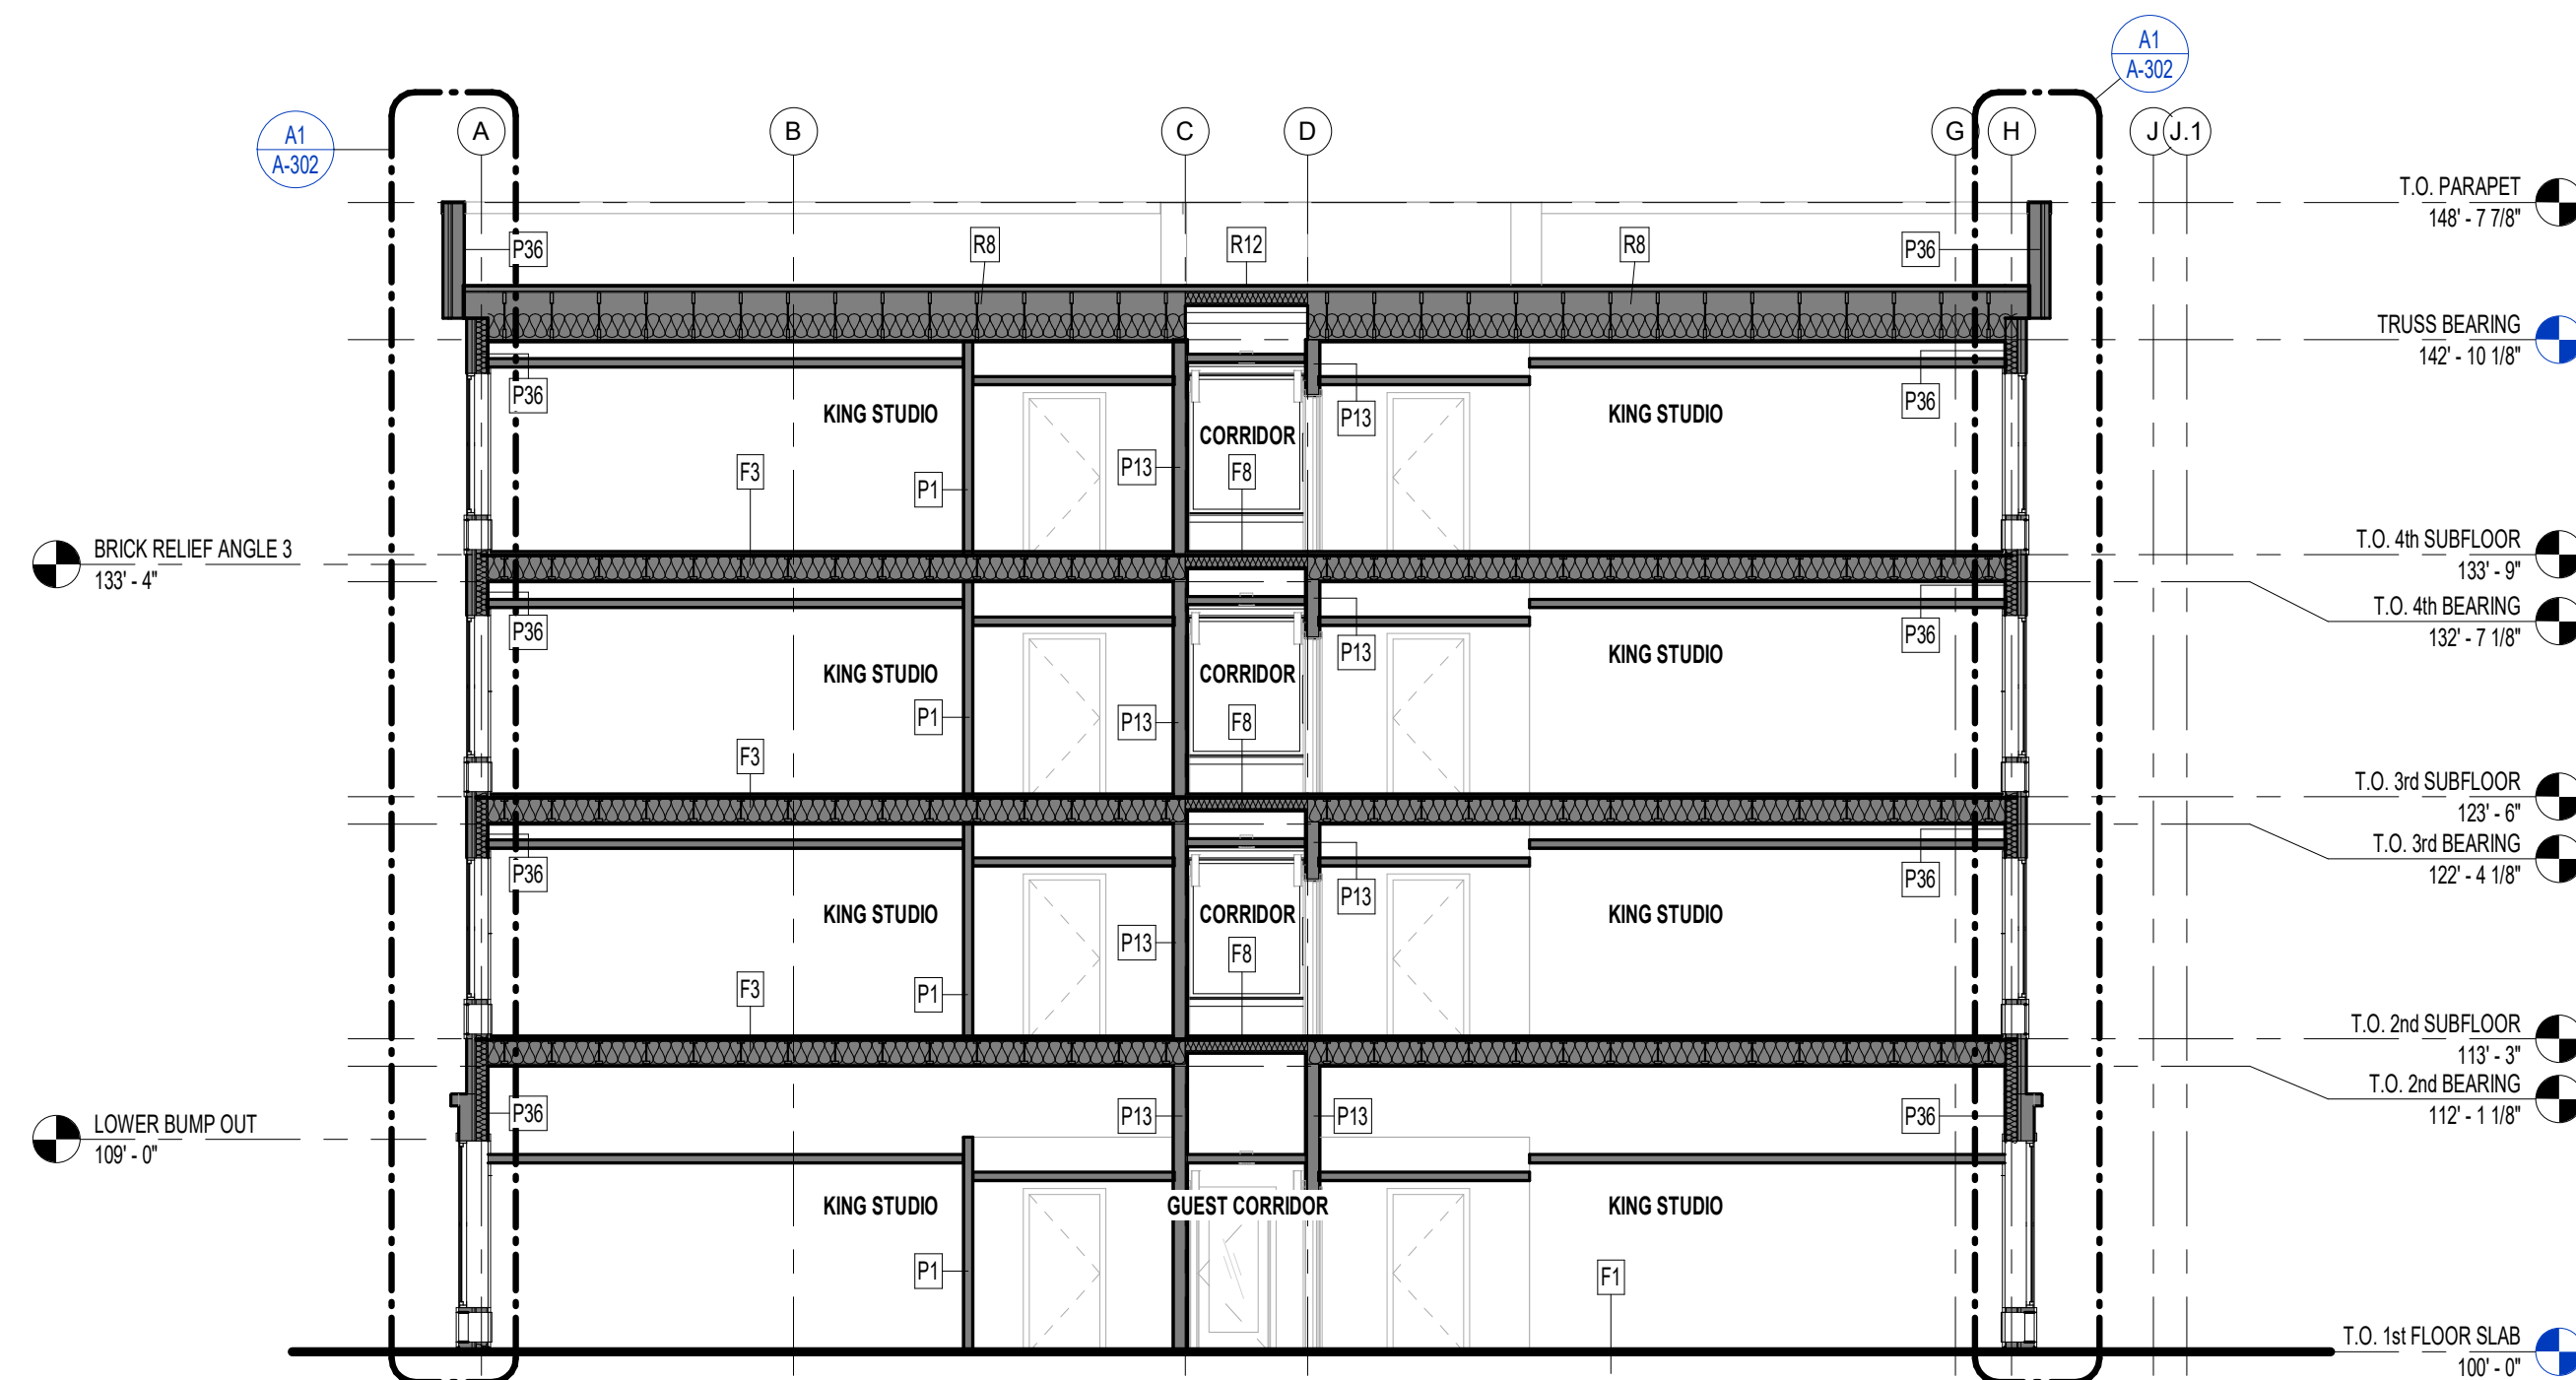 A1
A-302
A1
A-302
A
B
C
D
G
H
J
J.1
T.O. PARAPET
148' - 7 7/8"
P36
R8
R12
R8
P36
TRUSS BEARING
142' - 10 1/8"
P36
P13
P36
KING STUDIO
CORRIDOR
KING STUDIO
F3
P1
P13
F8
BRICK RELIEF ANGLE 3
133' - 4"
T.O. 4th SUBFLOOR
133' - 9"
T.O. 4th BEARING
132' - 7 1/8"
P36
P13
P36
KING STUDIO
CORRIDOR
KING STUDIO
F3
P1
P13
F8
T.O. 3rd SUBFLOOR
123' - 6"
T.O. 3rd BEARING
122' - 4 1/8"
P36
P13
P36
KING STUDIO
CORRIDOR
KING STUDIO
F3
P1
P13
F8
T.O. 2nd SUBFLOOR
113' - 3"
T.O. 2nd BEARING
112' - 1 1/8"
LOWER BUMP OUT
109' - 0"
P36
P13
P13
P36
KING STUDIO
GUEST CORRIDOR
KING STUDIO
P1
F1
T.O. 1st FLOOR SLAB
100' - 0"